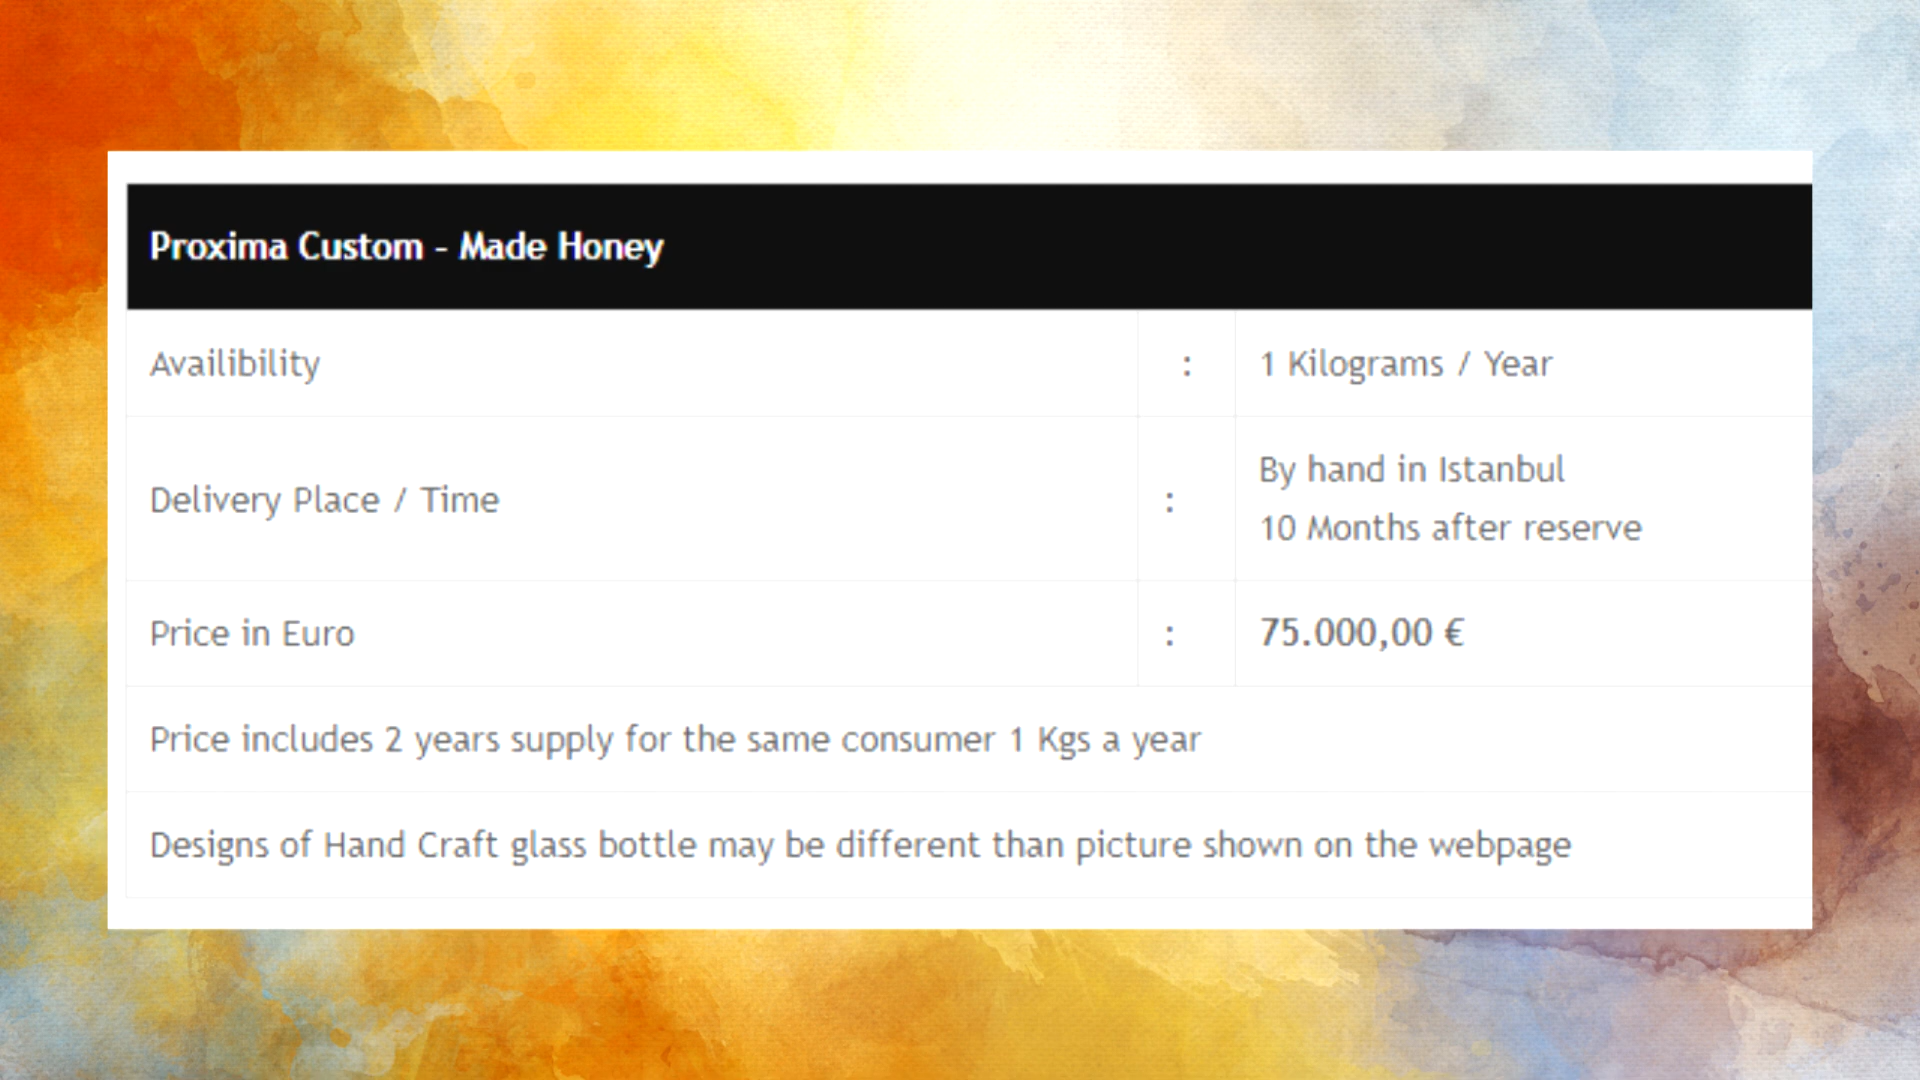 Proxima Custom - Made Honey
Availibility : 1 Kilograms / Year
Delivery Place / Time : By hand in Istanbul
10 Months after reserve
Price in Euro : 75.000,00 €
Price includes 2 years supply for the same consumer 1 Kgs a year
Designs of Hand Craft glass bottle may be different than picture shown on the webpage